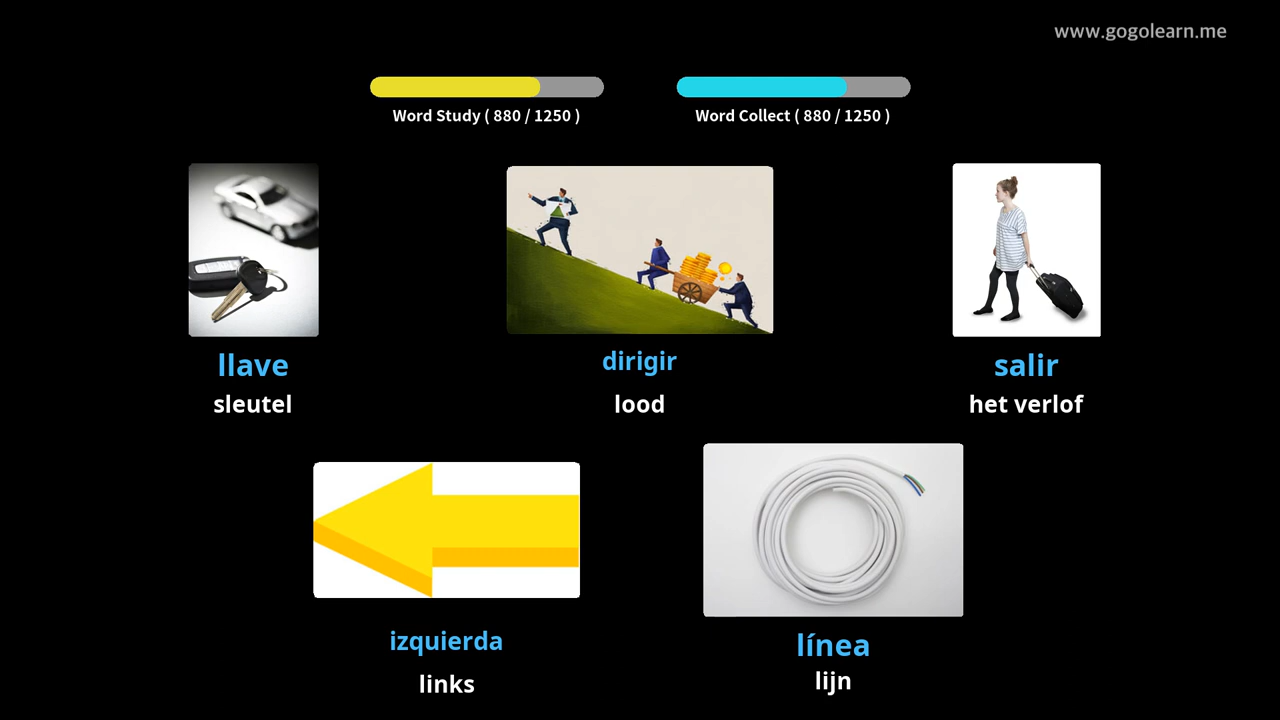 www.gogolearn.me
Word Study ( 880 / 1250 )
Word Collect ( 880 / 1250 )
llave
sleutel
dirigir
lood
salir
het verlof
izquierda
links
línea
lijn